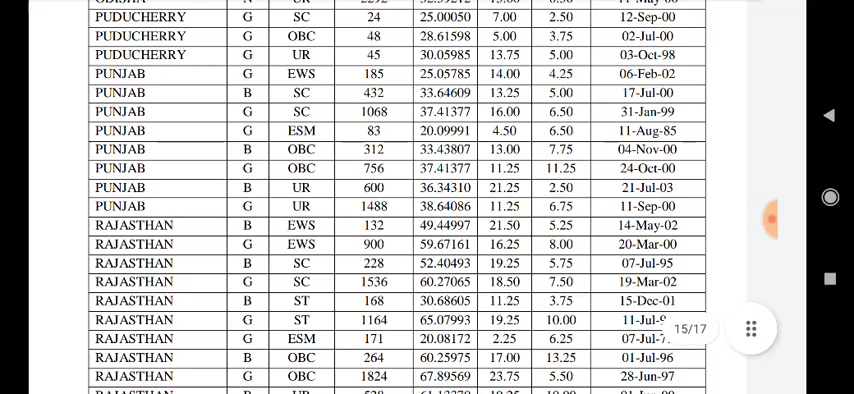 PUDUCHERRY G SC 24 25.00050 7.00 2.50 12-Sep-00
PUDUCHERRY G OBC 48 28.61598 5.00 3.75 02-Jul-00
PUDUCHERRY G UR 45 30.05985 13.75 5.00 03-Oct-98
PUNJAB G EWS 185 25.05785 14.00 4.25 06-Feb-02
PUNJAB B SC 432 33.64609 13.25 5.00 17-Jul-00
PUNJAB G SC 1068 37.41377 16.00 6.50 31-Jan-99
PUNJAB G ESM 83 20.09991 4.50 6.50 11-Aug-85
PUNJAB B OBC 312 33.43807 13.00 7.75 04-Nov-00
PUNJAB G OBC 756 37.41377 11.25 11.25 24-Oct-00
PUNJAB B UR 600 36.34310 21.25 2.50 21-Jul-03
PUNJAB G UR 1488 38.64086 11.25 6.75 11-Sep-00
RAJASTHAN B EWS 132 49.44997 21.50 5.25 14-May-02
RAJASTHAN G EWS 900 59.67161 16.25 8.00 20-Mar-00
RAJASTHAN B SC 228 52.40493 19.25 5.75 07-Jul-95
RAJASTHAN G SC 1536 60.27065 18.50 7.50 19-Mar-02
RAJASTHAN B ST 168 30.68605 11.25 3.75 15-Dec-01
RAJASTHAN G ST 1164 65.07993 19.25 10.00 11-Jul-
15/17
RAJASTHAN G ESM 171 20.08172 2.25 6.25 07-Jul-
RAJASTHAN B OBC 264 60.25975 17.00 13.25 01-Jul-96
RAJASTHAN G OBC 1824 67.89569 23.75 5.50 28-Jun-97